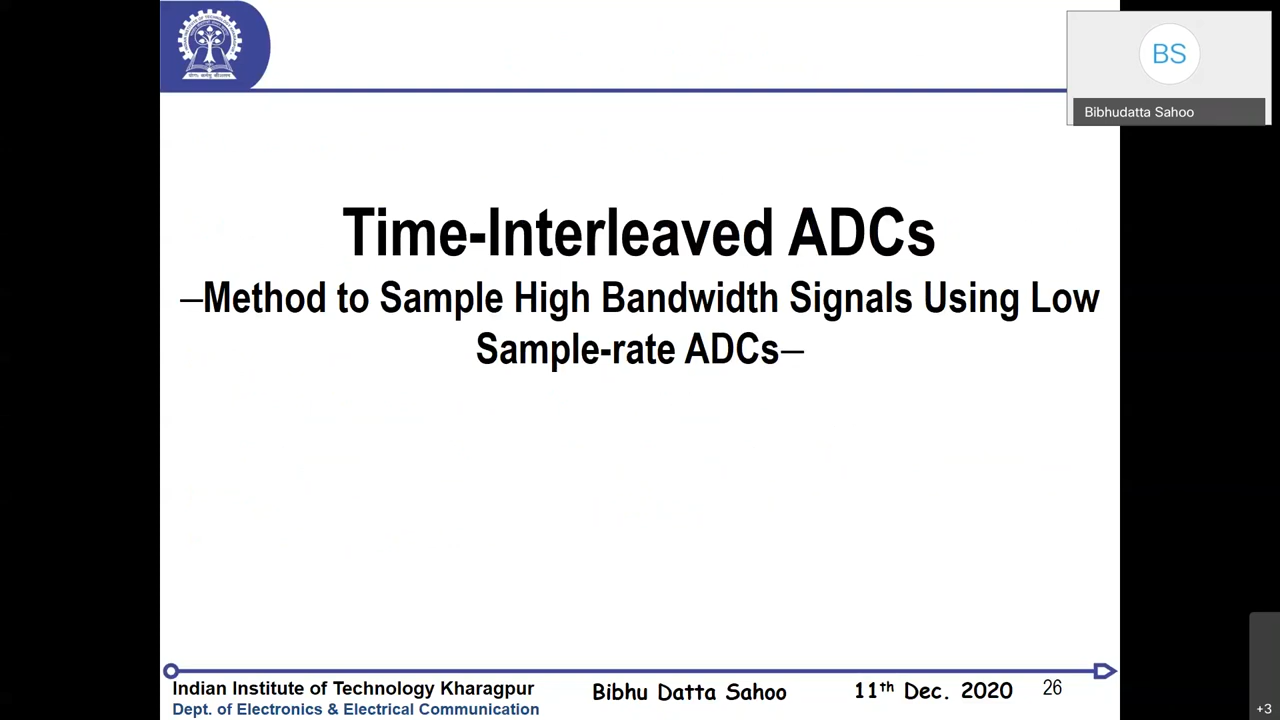 BS
Bibhudatta Sahoo
Time-Interleaved ADCs
–Method to Sample High Bandwidth Signals Using Low
Sample-rate ADCs–
Indian Institute of Technology Kharagpur
Dept. of Electronics & Electrical Communication
Bibhu Datta Sahoo
11th Dec. 2020
26
+3